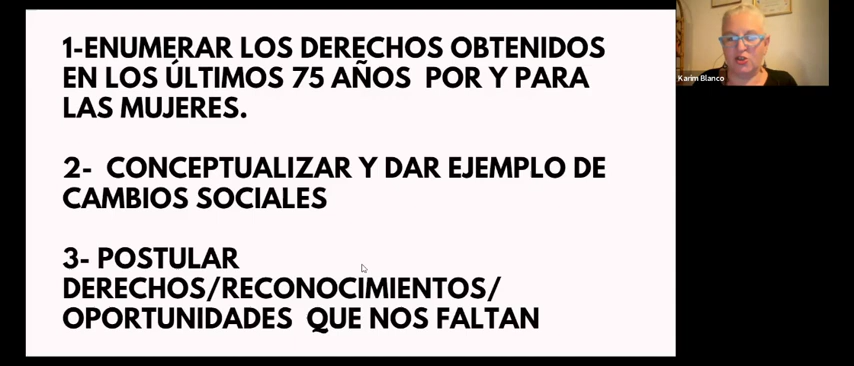 1-ENUMERAR LOS DERECHOS OBTENIDOS
EN LOS ÚLTIMOS 75 AÑOS POR Y PARA
LAS MUJERES.
2- CONCEPTUALIZAR Y DAR EJEMPLO DE
CAMBIOS SOCIALES
3- POSTULAR
DERECHOS/RECONOCIMIENTOS/
OPORTUNIDADES QUE NOS FALTAN
Karim Blanco